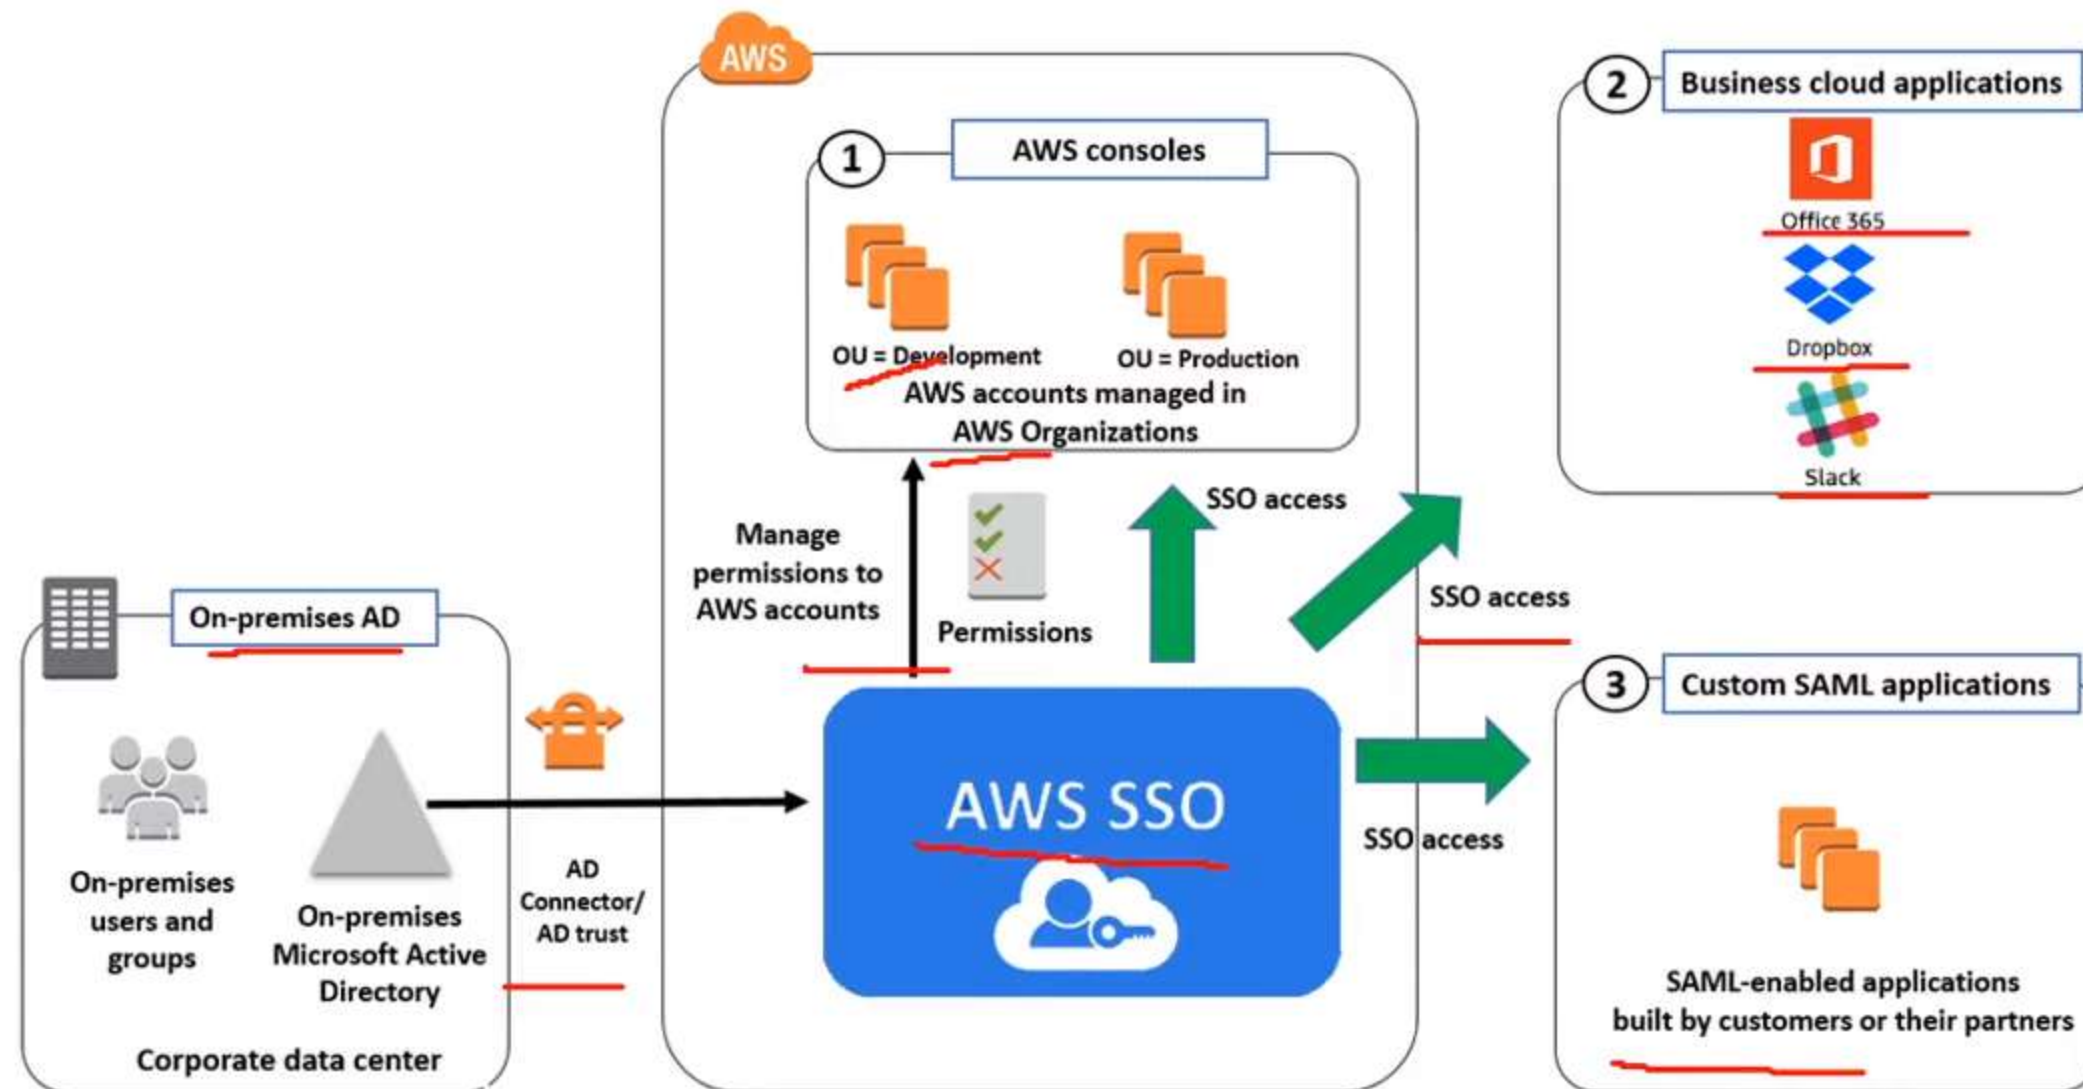 AWS
1
AWS consoles
OU = Development
OU = Production
AWS accounts managed in
AWS Organizations
2
Business cloud applications
Office 365
Dropbox
Slack
Manage
permissions to
AWS accounts
Permissions
SSO access
SSO access
On-premises AD
On-premises
users and
groups
On-premises
Microsoft Active
Directory
Corporate data center
AD
Connector/
AD trust
AWS SSO
SSO access
3
Custom SAML applications
SAML-enabled applications
built by customers or their partners